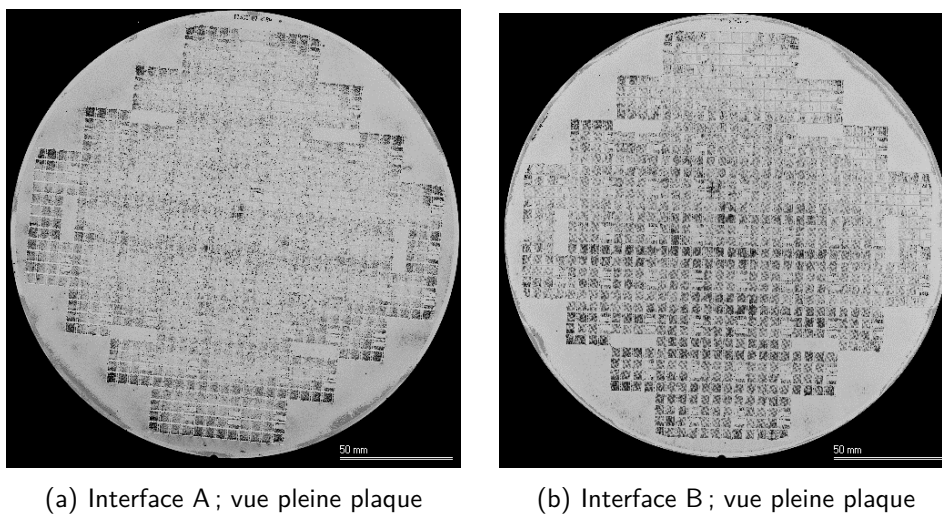 50 mm
50 mm
(a) Interface A ; vue pleine plaque
(b) Interface B ; vue pleine plaque